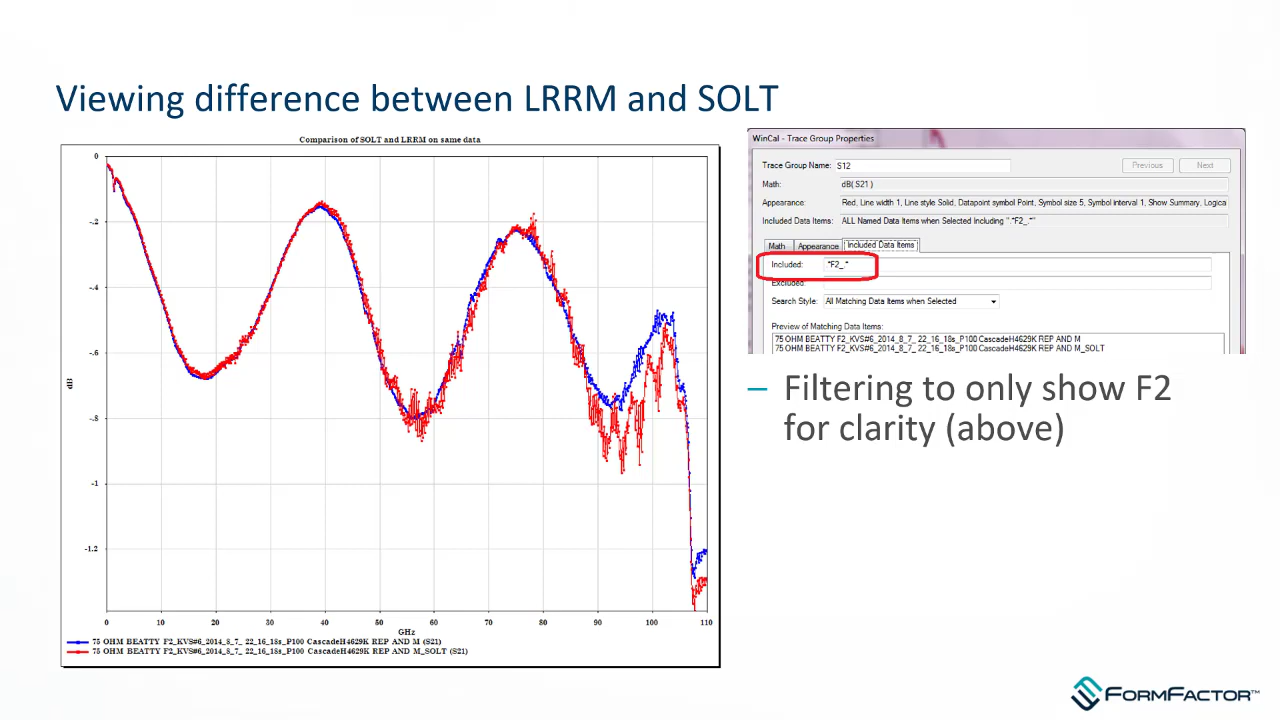 Viewing difference between LRRM and SOLT
Comparison of SOLT and LRRM on same data
0
-.2
-.4
-.6
-.8
-1
-1.2
dB
0 10 20 30 40 50 60 70 80 90 100 110
GHz
75 OHM BEATTY F2_KVS#6_2014_8_7_ 22_16_18s_P100 CascadeH4629K REP AND M (S21)
75 OHM BEATTY F2_KVS#6_2014_8_7_ 22_16_18s_P100 CascadeH4629K REP AND M_SOLT (S21)
WinCal - Trace Group Properties
Trace Group Name: S12
Previous Next
Math: dB( S21 )
Appearance: Red, Line width 1, Line style Solid, Datapoint symbol Point, Symbol size 5, Symbol interval 1, Show Summary, Logica
Included Data Items: ALL Named Data Items when Selected Including ".*F2_.*"
Math Appearance Included Data Items
Included: .*F2_.*
Excluded:
Search Style: All Matching Data Items when Selected
Preview of Matching Data Items:
75 OHM BEATTY F2_KVS#6_2014_8_7_ 22_16_18s_P100 CascadeH4629K REP AND M
75 OHM BEATTY F2_KVS#6_2014_8_7_ 22_16_18s_P100 CascadeH4629K REP AND M_SOLT
– Filtering to only show F2
for clarity (above)
FORMFACTOR™